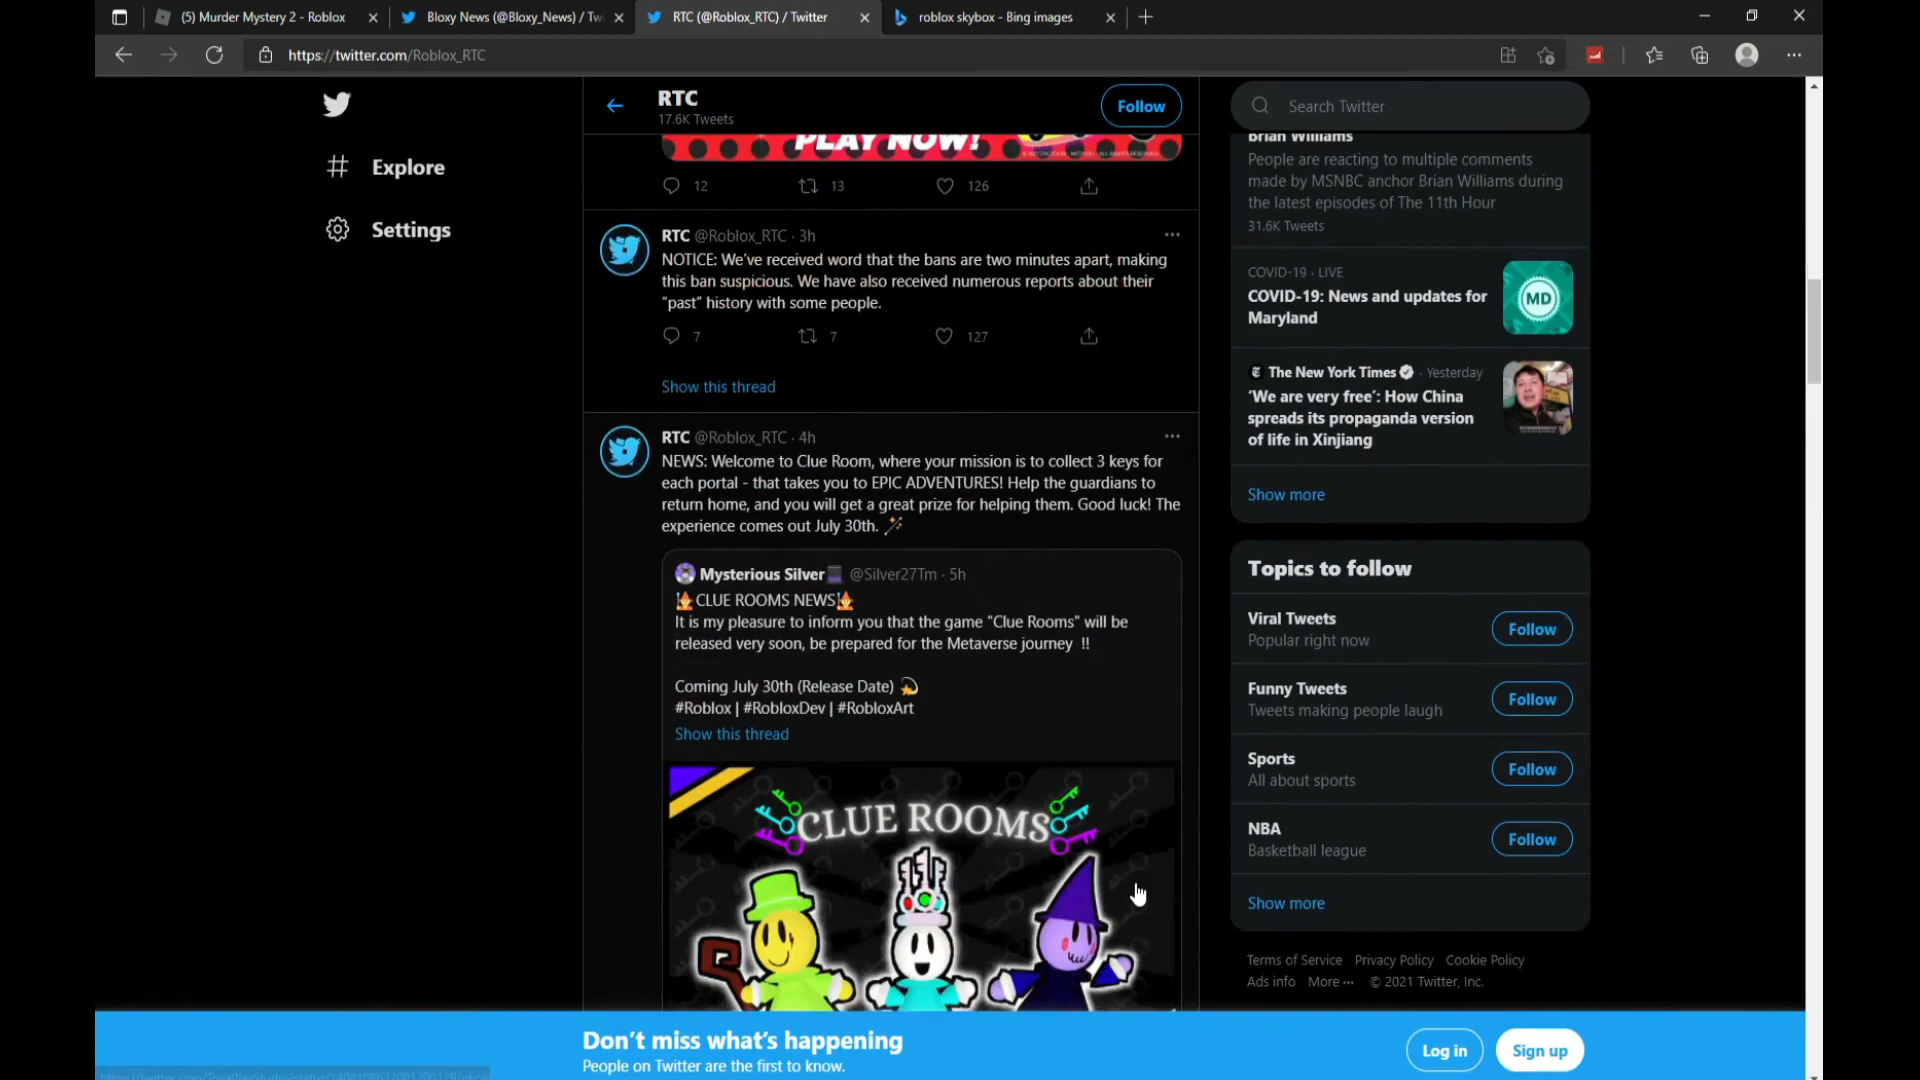 (5) Murder Mystery 2 - Roblox
Bloxy News (@Bloxy_News) / Tw
RTC (@Roblox_RTC) / Twitter
roblox skybox - Bing images
https://twitter.com/Roblox_RTC
Explore
Settings
RTC
17.6K Tweets
Follow
PLAY NOW!
12
13
126
RTC @Roblox_RTC · 3h
NOTICE: We've received word that the bans are two minutes apart, making
this ban suspicious. We have also received numerous reports about their
“past” history with some people.
7
7
127
Show this thread
RTC @Roblox_RTC · 4h
NEWS: Welcome to Clue Room, where your mission is to collect 3 keys for
each portal - that takes you to EPIC ADVENTURES! Help the guardians to
return home, and you will get a great prize for helping them. Good luck! The
experience comes out July 30th.
Mysterious Silver @Silver27Tm · 5h
CLUE ROOMS NEWS
It is my pleasure to inform you that the game "Clue Rooms" will be
released very soon, be prepared for the Metaverse journey !!
Coming July 30th (Release Date)
#Roblox | #RobloxDev | #RobloxArt
Show this thread
CLUE ROOMS
Search Twitter
Brian Williams
People are reacting to multiple comments
made by MSNBC anchor Brian Williams during
the latest episodes of The 11th Hour
31.6K Tweets
COVID-19 · LIVE
COVID-19: News and updates for
Maryland
MD
The New York Times · Yesterday
‘We are very free’: How China
spreads its propaganda version
of life in Xinjiang
Show more
Topics to follow
Viral Tweets
Popular right now
Follow
Funny Tweets
Tweets making people laugh
Follow
Sports
All about sports
Follow
NBA
Basketball league
Follow
Show more
Terms of Service Privacy Policy Cookie Policy
Ads info More ··· © 2021 Twitter, Inc.
Don’t miss what’s happening
People on Twitter are the first to know.
Log in
Sign up